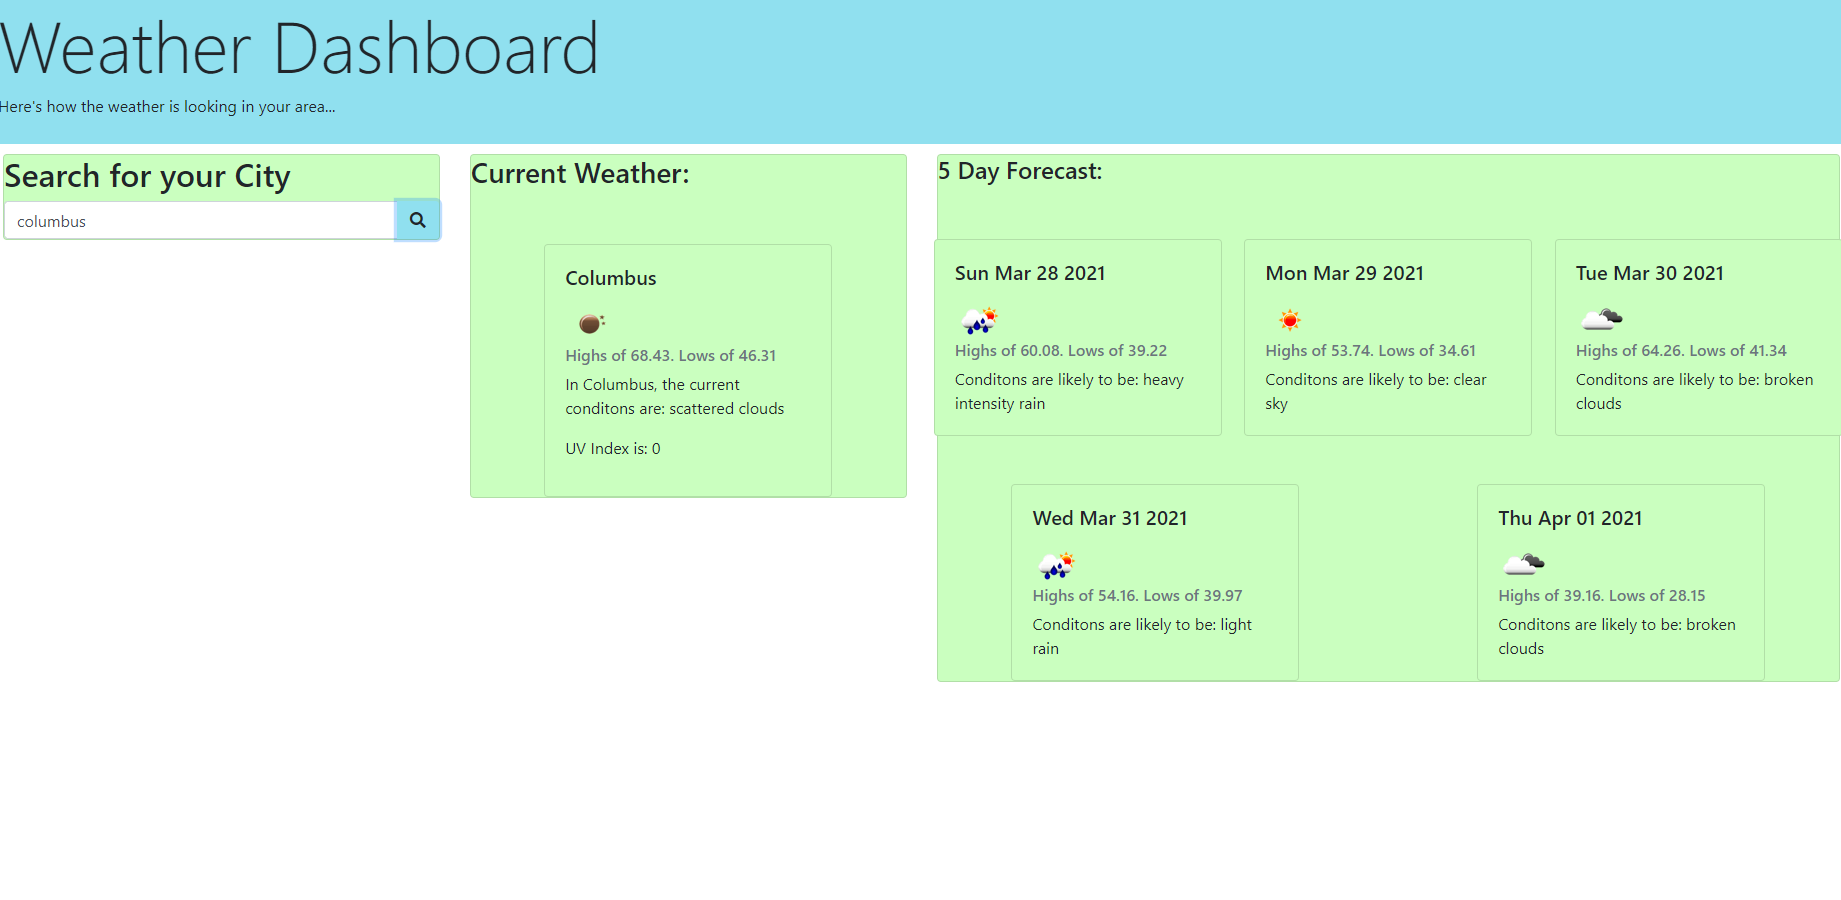 Weather Dashboard
Here's how the weather is looking in your area...
Search for your City
columbus
Current Weather:
Columbus
Highs of 68.43. Lows of 46.31
In Columbus, the current
conditons are: scattered clouds
UV Index is: 0
5 Day Forecast:
Sun Mar 28 2021
Highs of 60.08. Lows of 39.22
Conditons are likely to be: heavy
intensity rain
Mon Mar 29 2021
Highs of 53.74. Lows of 34.61
Conditons are likely to be: clear
sky
Tue Mar 30 2021
Highs of 64.26. Lows of 41.34
Conditons are likely to be: broken
clouds
Wed Mar 31 2021
Highs of 54.16. Lows of 39.97
Conditons are likely to be: light
rain
Thu Apr 01 2021
Highs of 39.16. Lows of 28.15
Conditons are likely to be: broken
clouds